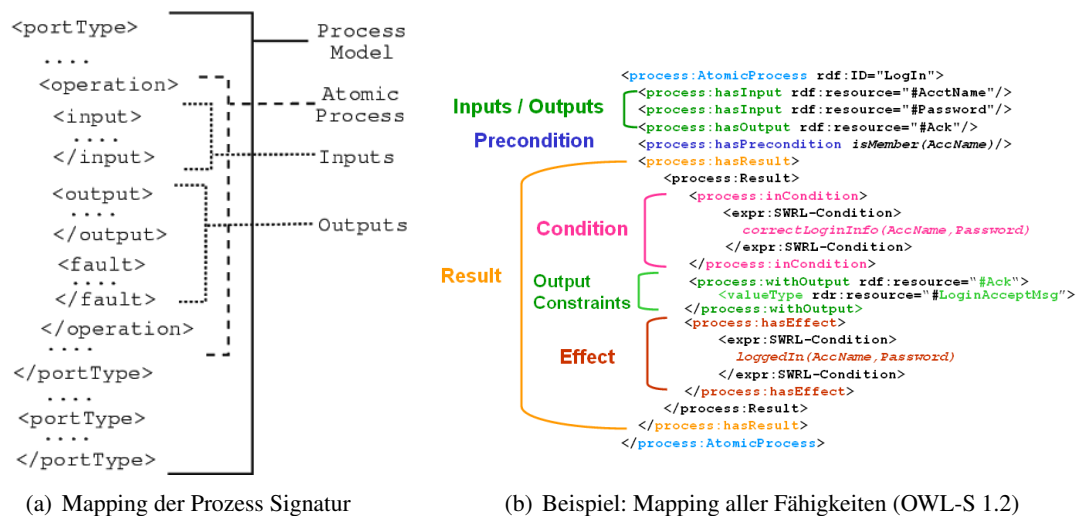 <portType>
....
<operation>
<input>
....
</input>
<output>
....
</output>
<fault>
....
</fault>
</operation>
....
</portType>
....
<portType>
....
</portType>
Process
Model
Atomic
Process
Inputs
Outputs
(a) Mapping der Prozess Signatur
Inputs / Outputs
Precondition
Condition
Result
Output
Constraints
Effect
<process:AtomicProcess rdf:ID="LogIn">
<process:hasInput rdf:resource="#AcctName"/>
<process:hasInput rdf:resource="#Password"/>
<process:hasOutput rdf:resource="#Ack"/>
<process:hasPrecondition isMember(AccName)/>
<process:hasResult>
<process:Result>
<process:inCondition>
<expr:SWRL-Condition>
correctLoginInfo(AccName,Password)
</expr:SWRL-Condition>
</process:inCondition>
<process:withOutput rdf:resource="#Ack">
<valueType rdr:resource="#LoginAcceptMsg">
</process:withOutput>
<process:hasEffect>
<expr:SWRL-Condition>
loggedIn(AccName,Password)
</expr:SWRL-Condition>
</process:hasEffect>
</process:Result>
</process:hasResult>
</process:AtomicProcess>
(b) Beispiel: Mapping aller Fähigkeiten (OWL-S 1.2)